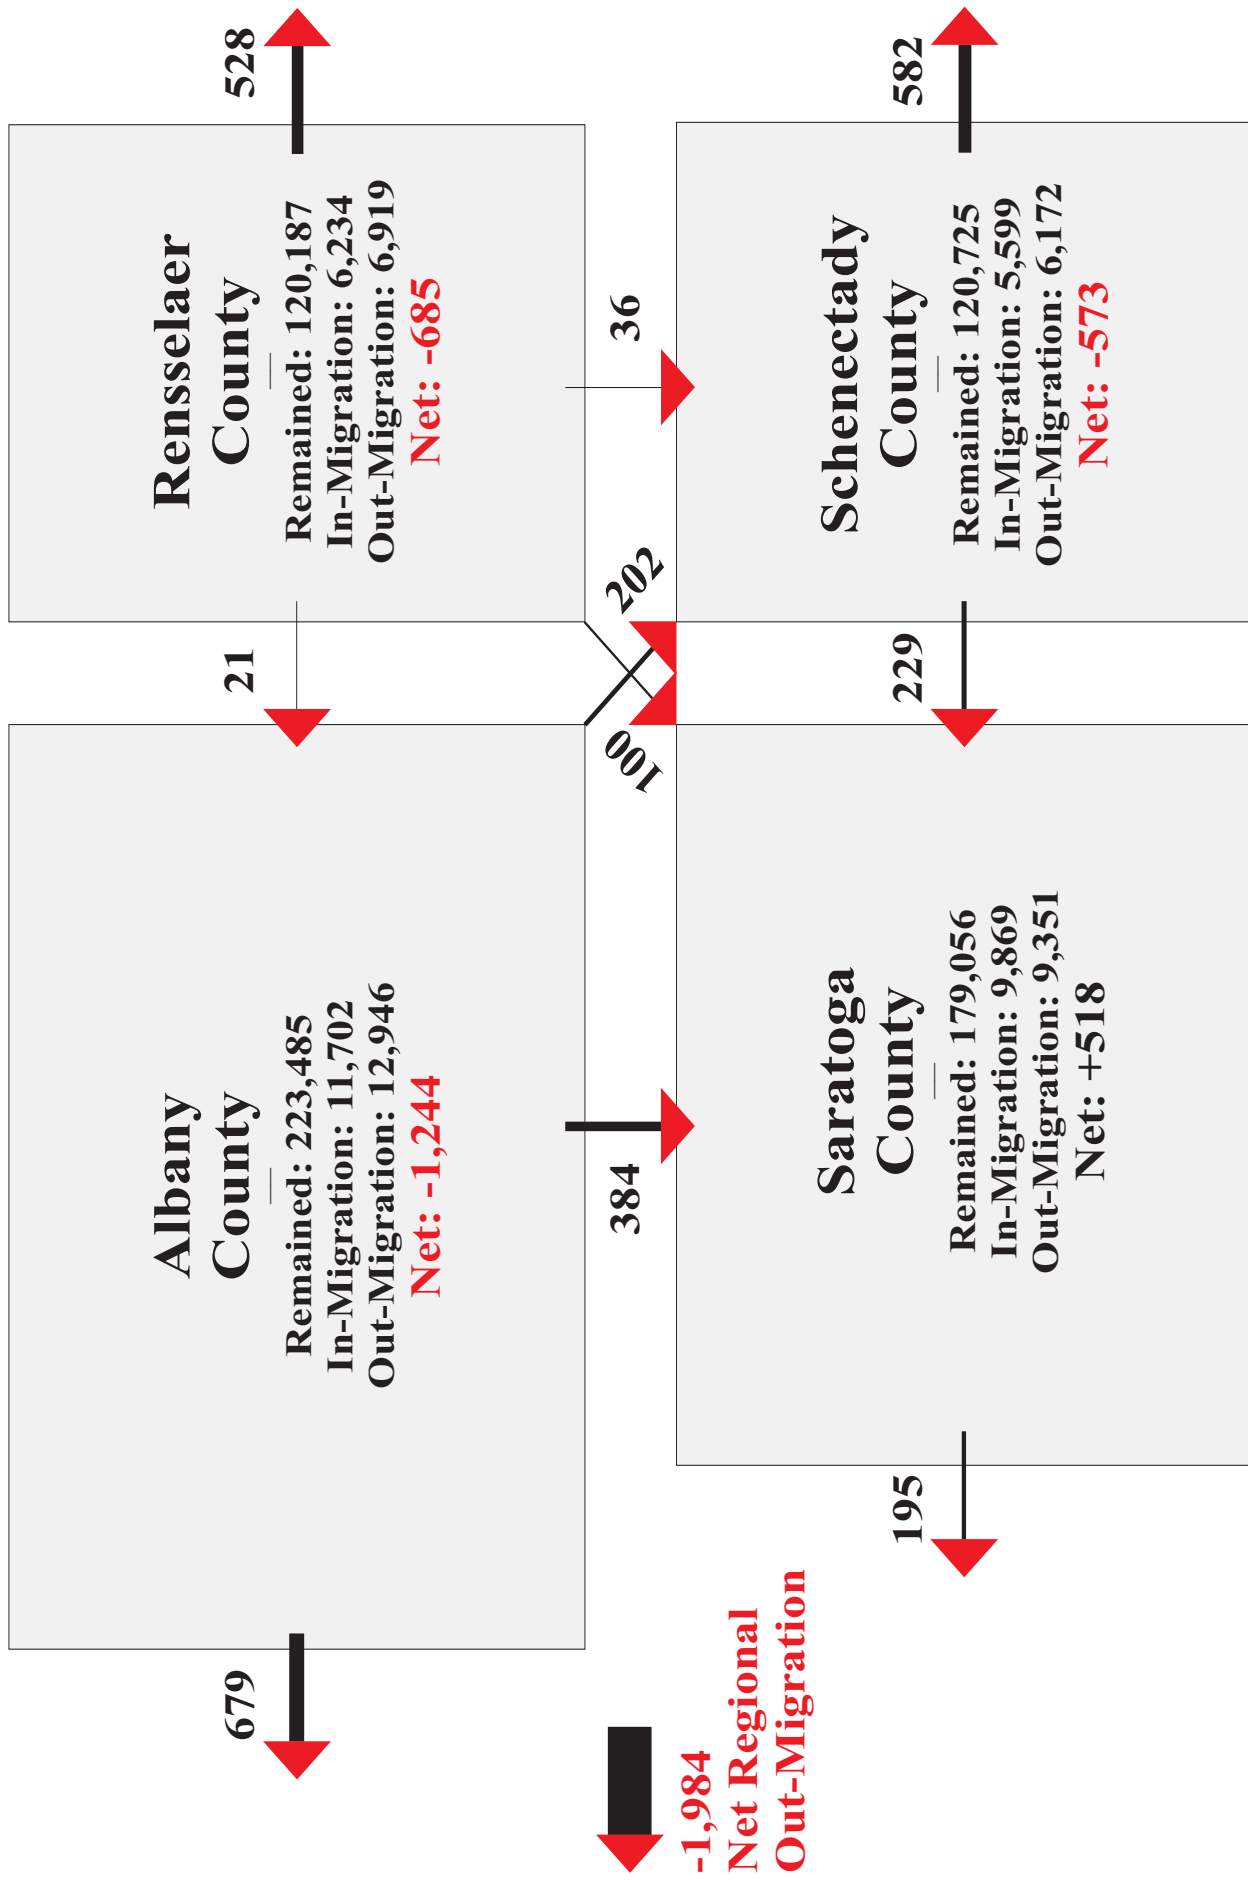 Albany
County
Remained: 223,485
In-Migration: 11,702
Out-Migration: 12,946
Net: -1,244
679
21
Rensselaer
County
Remained: 120,187
In-Migration: 6,234
Out-Migration: 6,919
Net: -685
528
384
100
202
36
-1,984
Net Regional
Out-Migration
195
Saratoga
County
Remained: 179,056
In-Migration: 9,869
Out-Migration: 9,351
Net: +518
229
Schenectady
County
Remained: 120,725
In-Migration: 5,599
Out-Migration: 6,172
Net: -573
582